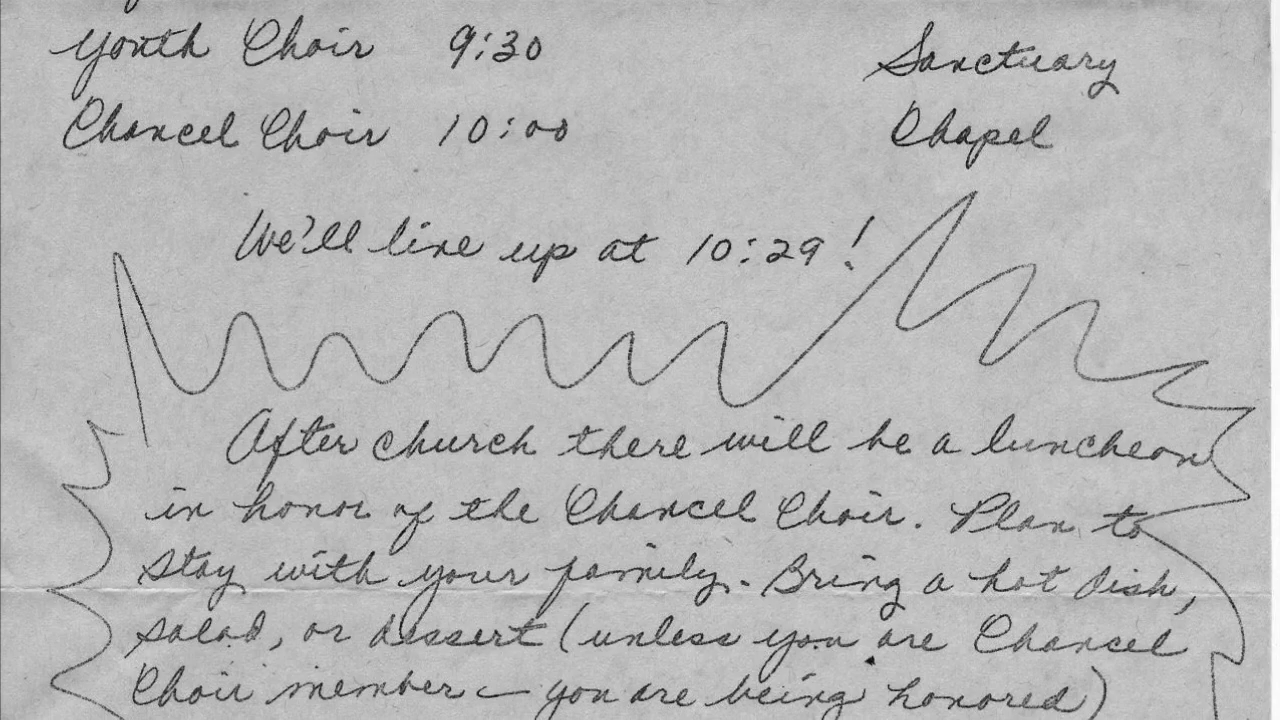 Youth Choir 9:30 Sanctuary
Chancel Choir 10:00 Chapel
We'll line up at 10:29!
After church there will be a luncheon
in honor of the Chancel Choir. Plan to
stay with your family. Bring a hot dish,
salad, or dessert (unless you are Chancel
Choir member — you are being honored)